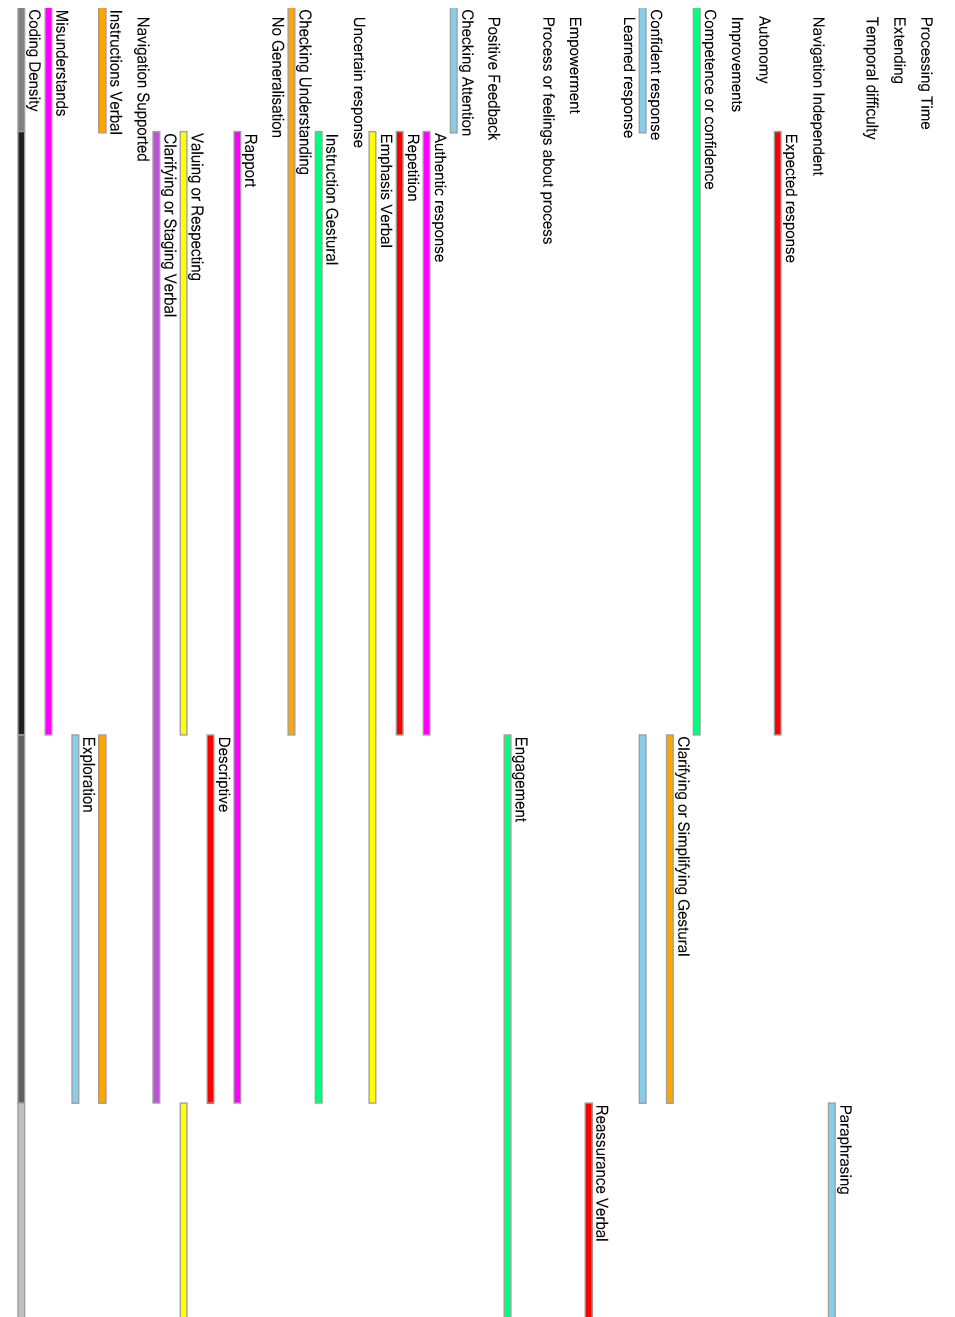 Coding Density
Misunderstands
Exploration
Instructions Verbal
Navigation Supported
Clarifying or Staging Verbal
Valuing or Respecting
Descriptive
Rapport
No Generalisation
Checking Understanding
Instruction Gestural
Uncertain response
Emphasis Verbal
Repetition
Authentic response
Checking Attention
Positive Feedback
Engagement
Process or feelings about process
Empowerment
Reassurance Verbal
Learned response
Confident response
Clarifying or Simplifying Gestural
Competence or confidence
Improvements
Autonomy
Expected response
Navigation Independent
Paraphrasing
Temporal difficulty
Extending
Processing Time